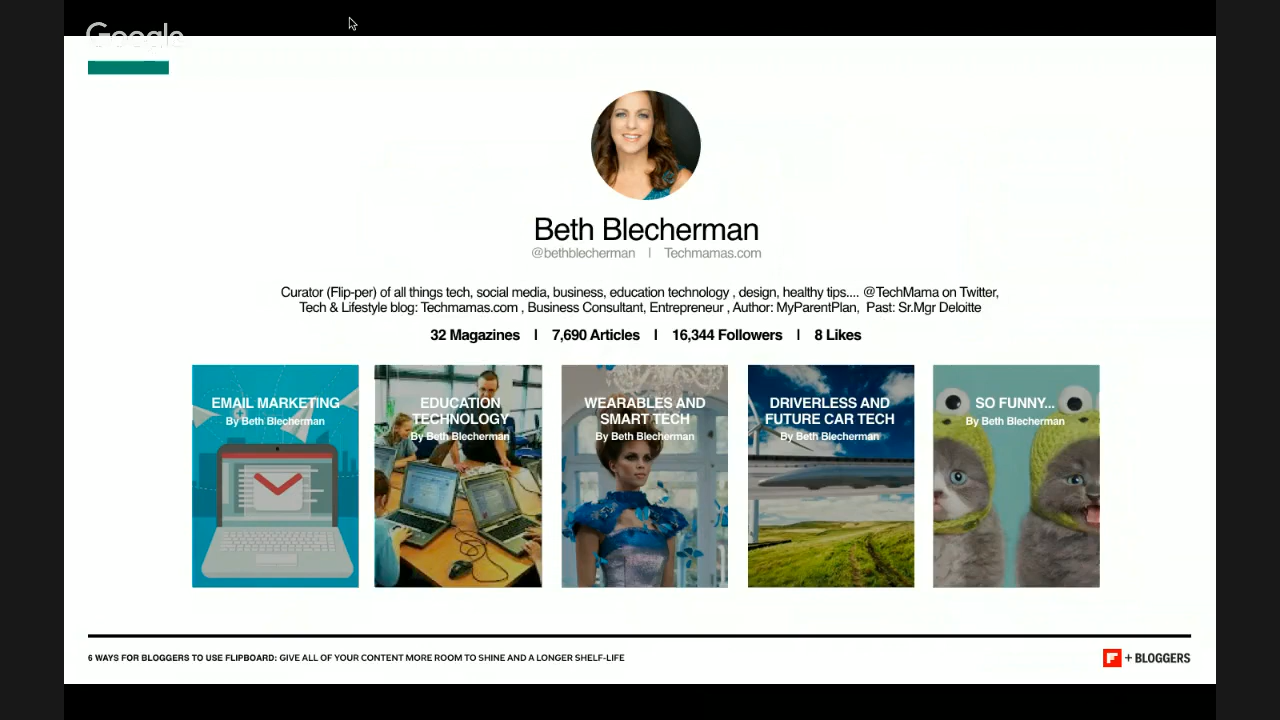 Google
Beth Blecherman
@bethblecherman | Techmamas.com
Curator (Flip-per) of all things tech, social media, business, education technology , design, healthy tips.... @TechMama on Twitter,
Tech & Lifestyle blog: Techmamas.com , Business Consultant, Entrepreneur , Author: MyParentPlan, Past: Sr.Mgr Deloitte
32 Magazines | 7,690 Articles | 16,344 Followers | 8 Likes
EMAIL MARKETING
By Beth Blecherman
EDUCATION
TECHNOLOGY
By Beth Blecherman
WEARABLES AND
SMART TECH
By Beth Blecherman
DRIVERLESS AND
FUTURE CAR TECH
By Beth Blecherman
SO FUNNY...
By Beth Blecherman
6 WAYS FOR BLOGGERS TO USE FLIPBOARD: GIVE ALL OF YOUR CONTENT MORE ROOM TO SHINE AND A LONGER SHELF-LIFE
+ BLOGGERS